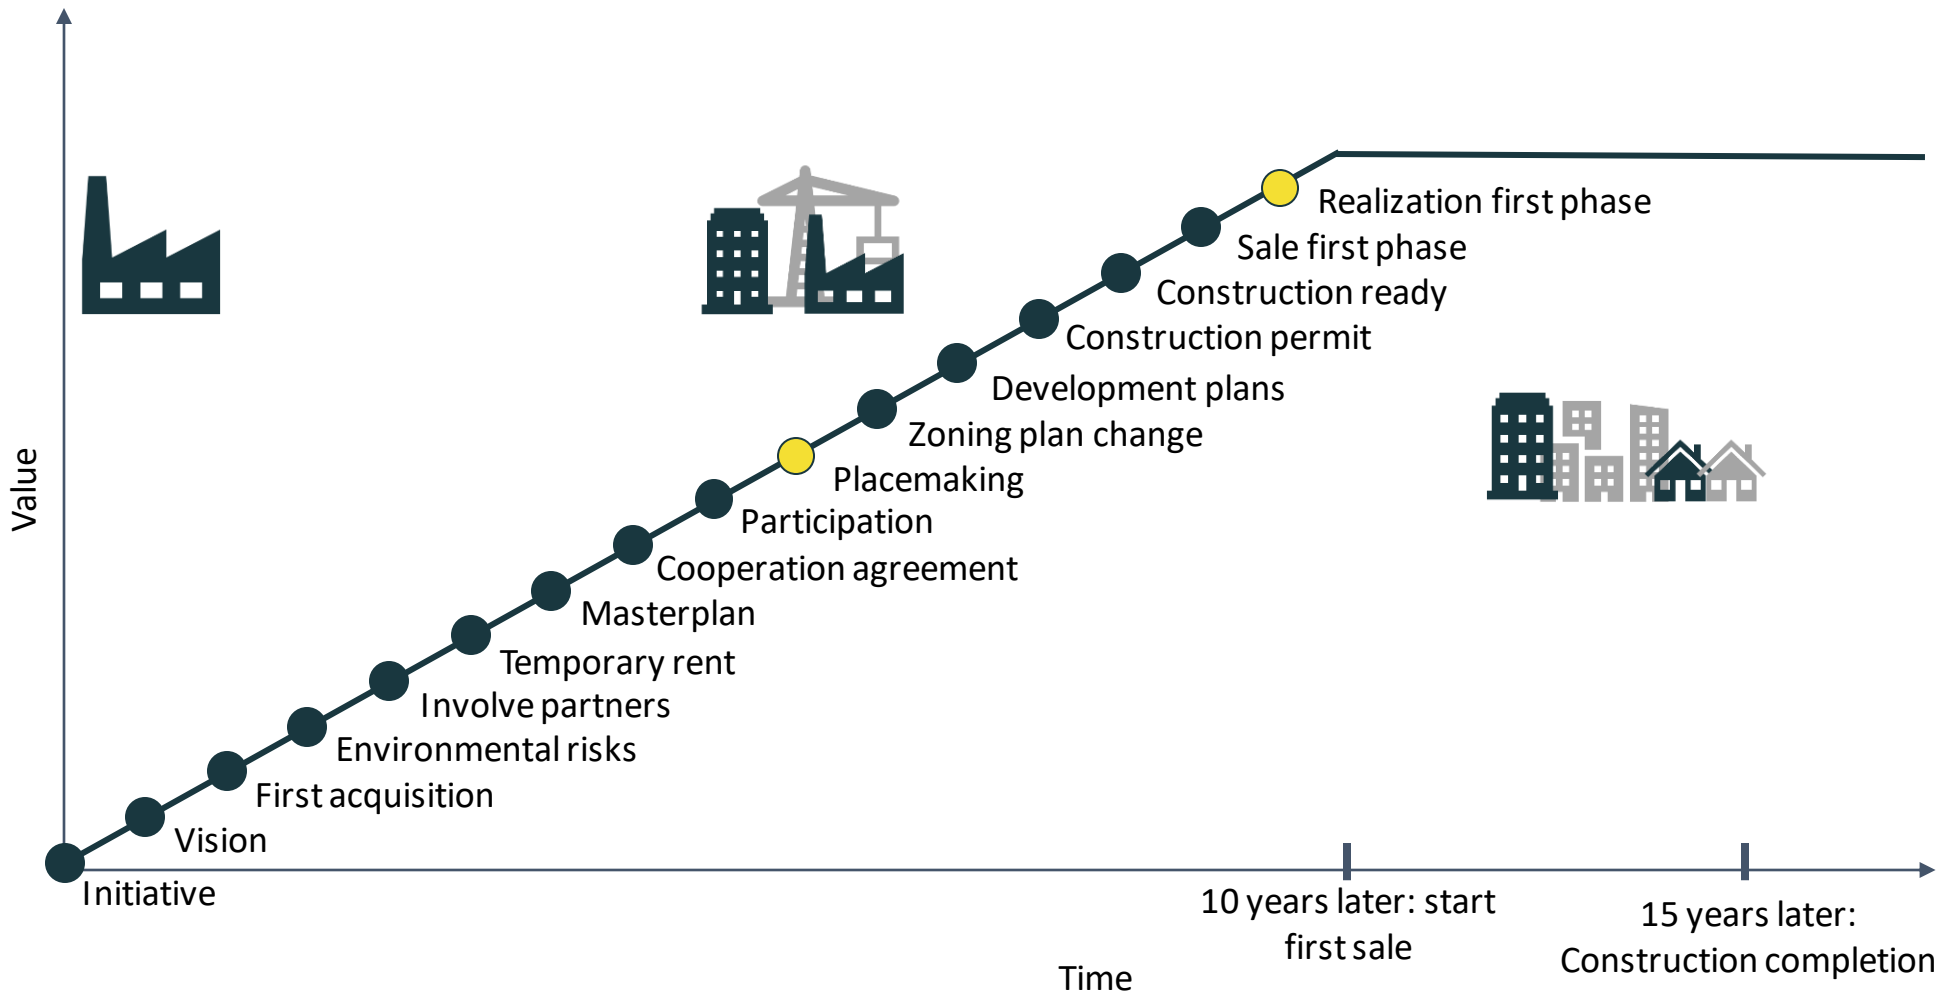 Value
Realization first phase
Sale first phase
Construction ready
Construction permit
Development plans
Zoning plan change
Placemaking
Participation
Cooperation agreement
Masterplan
Temporary rent
Involve partners
Environmental risks
First acquisition
Vision
Initiative
10 years later: start
first sale
15 years later:
Construction completion
Time